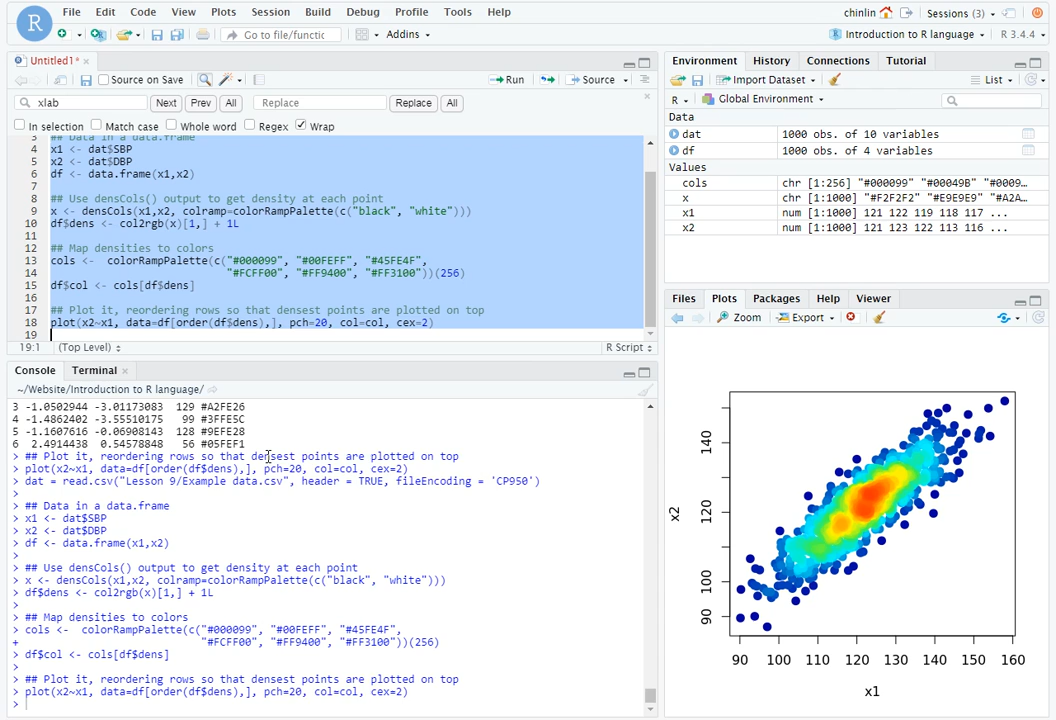 File Edit Code View Plots Session Build Debug Profile Tools Help
chinlin Sessions (3)
R Go to file/functic Addins
Introduction to R language R 3.4.4
Untitled1*
Source on Save Run Source
xlab Next Prev All Replace Replace All
In selection Match case Whole word Regex Wrap
3 ## Data in a data.frame
4 x1 <- dat$SBP
5 x2 <- dat$DBP
6 df <- data.frame(x1,x2)
7
8 ## Use densCols() output to get density at each point
9 x <- densCols(x1,x2, colramp=colorRampPalette(c("black", "white")))
10 df$dens <- col2rgb(x)[1,] + 1L
11
12 ## Map densities to colors
13 cols <-  colorRampPalette(c("#000099", "#00FEFF", "#45FE4F",
14 "#FCFF00", "#FF9400", "#FF3100"))(256)
15 df$col <- cols[df$dens]
16
17 ## Plot it, reordering rows so that densest points are plotted on top
18 plot(x2~x1, data=df[order(df$dens),], pch=20, col=col, cex=2)
19
19:1 (Top Level) R Script
Console Terminal
~/Website/Introduction to R language/
3 -1.0502944 -3.01173083 129 #A2FE26
4 -1.4862402 -3.55510175 99 #3FFE5C
5 -1.1607616 -0.06908143 128 #9EFE28
6 2.4914438 0.54578848 56 #05FEF1
> ## Plot it, reordering rows so that densest points are plotted on top
> plot(x2~x1, data=df[order(df$dens),], pch=20, col=col, cex=2)
> dat = read.csv("Lesson 9/Example data.csv", header = TRUE, fileEncoding = 'CP950')
>
> ## Data in a data.frame
> x1 <- dat$SBP
> x2 <- dat$DBP
> df <- data.frame(x1,x2)
>
> ## Use densCols() output to get density at each point
> x <- densCols(x1,x2, colramp=colorRampPalette(c("black", "white")))
> df$dens <- col2rgb(x)[1,] + 1L
>
> ## Map densities to colors
> cols <-  colorRampPalette(c("#000099", "#00FEFF", "#45FE4F",
+ "#FCFF00", "#FF9400", "#FF3100"))(256)
> df$col <- cols[df$dens]
>
> ## Plot it, reordering rows so that densest points are plotted on top
> plot(x2~x1, data=df[order(df$dens),], pch=20, col=col, cex=2)
>
Environment History Connections Tutorial
Import Dataset List
R Global Environment
Data
dat 1000 obs. of 10 variables
df 1000 obs. of 4 variables
Values
cols chr [1:256] "#000099" "#00049B" "#0009…
x chr [1:1000] "#F2F2F2" "#E9E9E9" "#A2A…
x1 num [1:1000] 121 122 119 118 117 ...
x2 num [1:1000] 121 123 122 113 116 ...
Files Plots Packages Help Viewer
Zoom Export
x2
140
120
100
90
90 100 110 120 130 140 150 160
x1